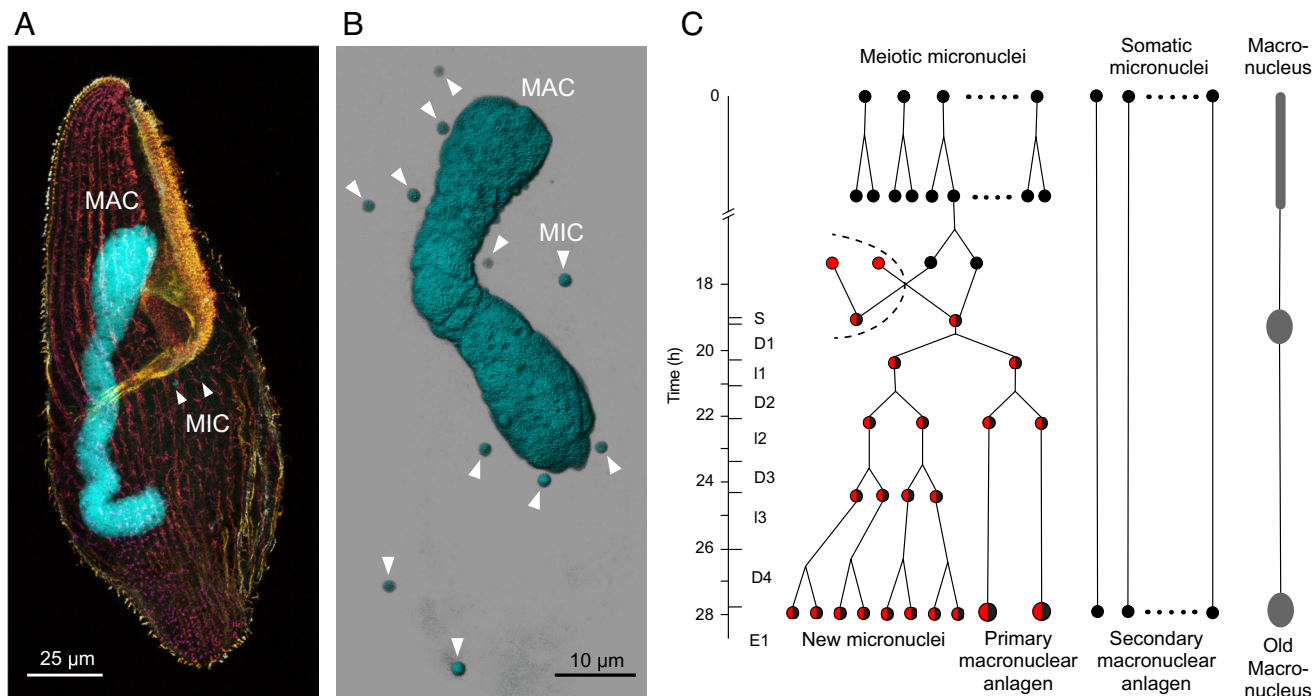 A
MAC
MIC
25 µm
B
MAC
MIC
10 µm
C
Meiotic micronuclei
Somatic
micronuclei
Macro-
nucleus
Time (h)
0
18
S
D1
20
I1
D2
22
I2
D3
24
I3
26
D4
28
E1
New micronuclei
Primary
macronuclear
anlagen
Secondary
macronuclear
anlagen
Old
Macro-
nucleus